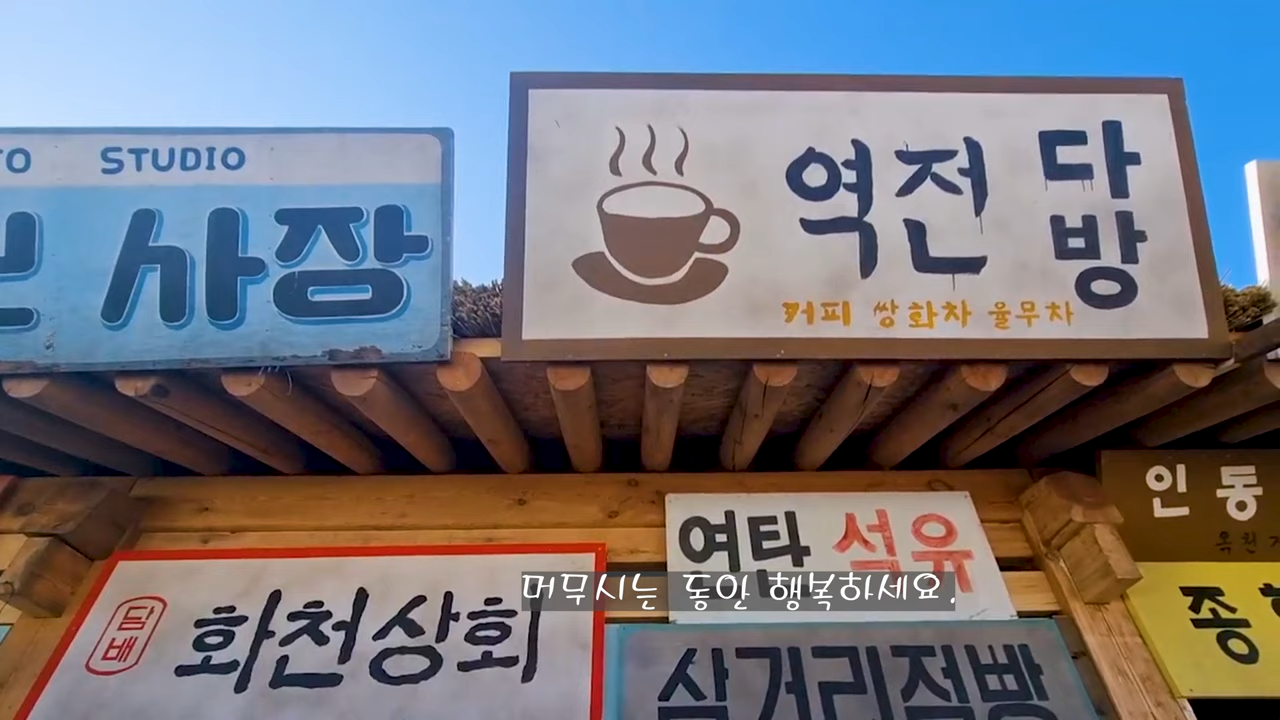 TO STUDIO
사장
역전 다방
커피 쌍화차 율무차
인동
여탄 석유
머무시는 동안 행복하세요.
담배
화천상회
삼거리점빵